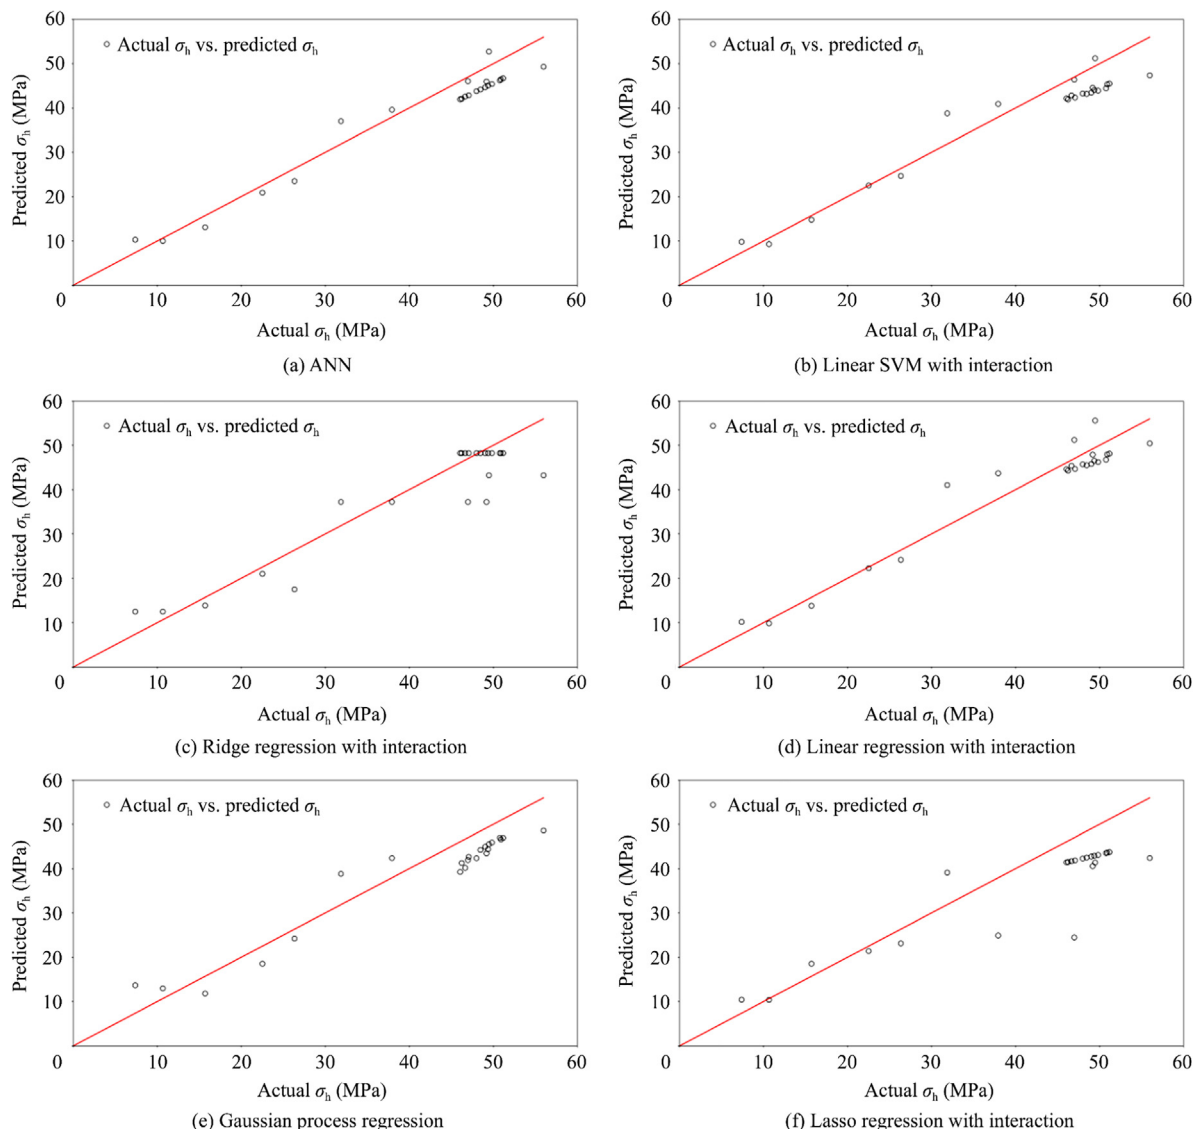 60
50
40
30
20
10
0
Actual σh vs. predicted σh
Predicted σh (MPa)
10 20 30 40 50 60
Actual σh (MPa)
(a) ANN
60
50
40
30
20
10
0
Actual σh vs. predicted σh
Predicted σh (MPa)
10 20 30 40 50 60
Actual σh (MPa)
(b) Linear SVM with interaction
60
50
40
30
20
10
0
Actual σh vs. predicted σh
Predicted σh (MPa)
10 20 30 40 50 60
Actual σh (MPa)
(c) Ridge regression with interaction
60
50
40
30
20
10
0
Actual σh vs. predicted σh
Predicted σh (MPa)
10 20 30 40 50 60
Actual σh (MPa)
(d) Linear regression with interaction
60
50
40
30
20
10
0
Actual σh vs. predicted σh
Predicted σh (MPa)
10 20 30 40 50 60
Actual σh (MPa)
(e) Gaussian process regression
60
50
40
30
20
10
0
Actual σh vs. predicted σh
Predicted σh (MPa)
10 20 30 40 50 60
Actual σh (MPa)
(f) Lasso regression with interaction